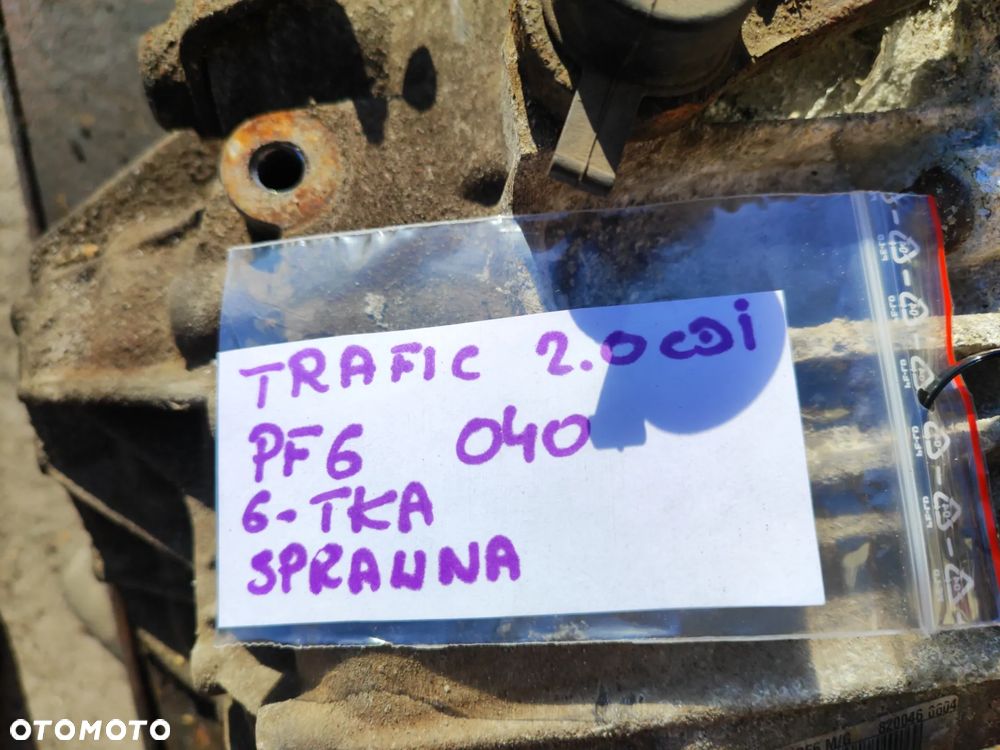 TRAFIC 2.0 CDI
PF6 040
6-TKA
SPRAWNA
OTOMOTO